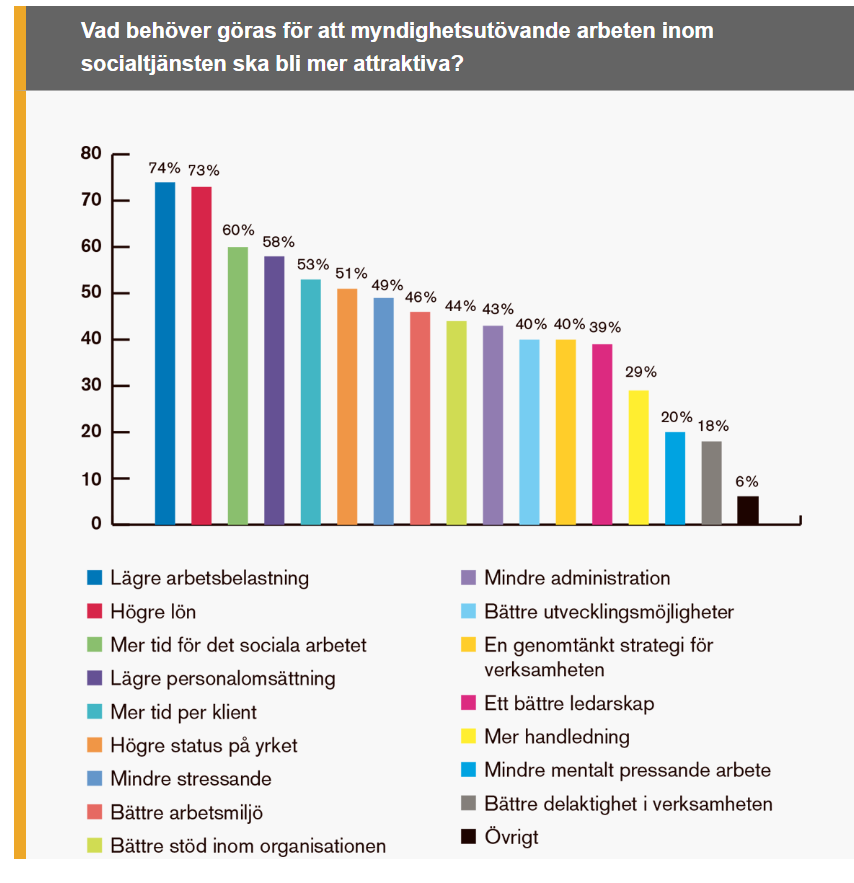 Vad behöver göras för att myndighetsutövande arbeten inom
socialtjänsten ska bli mer attraktiva?
80
70
60
50
40
30
20
10
0
74%
73%
60%
58%
53%
51%
49%
46%
44%
43%
40%
40%
39%
29%
20%
18%
6%
Lägre arbetsbelastning
Högre lön
Mer tid för det sociala arbetet
Lägre personalomsättning
Mer tid per klient
Högre status på yrket
Mindre stressande
Bättre arbetsmiljö
Bättre stöd inom organisationen
Mindre administration
Bättre utvecklingsmöjligheter
En genomtänkt strategi för
verksamheten
Ett bättre ledarskap
Mer handledning
Mindre mentalt pressande arbete
Bättre delaktighet i verksamheten
Övrigt